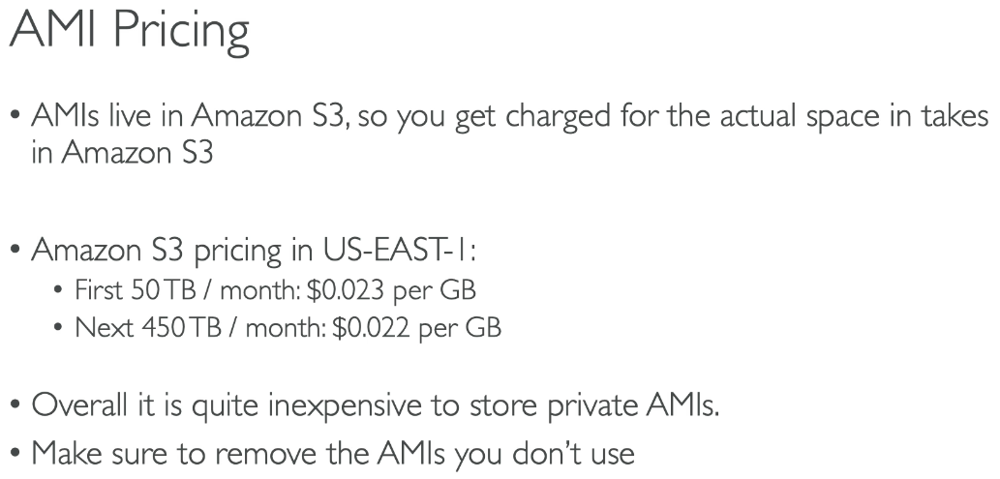 AMI Pricing
• AMIs live in Amazon S3, so you get charged for the actual space in takes
in Amazon S3
• Amazon S3 pricing in US-EAST-1:
• First 50 TB / month: $0.023 per GB
• Next 450 TB / month: $0.022 per GB
• Overall it is quite inexpensive to store private AMIs.
• Make sure to remove the AMIs you don't use